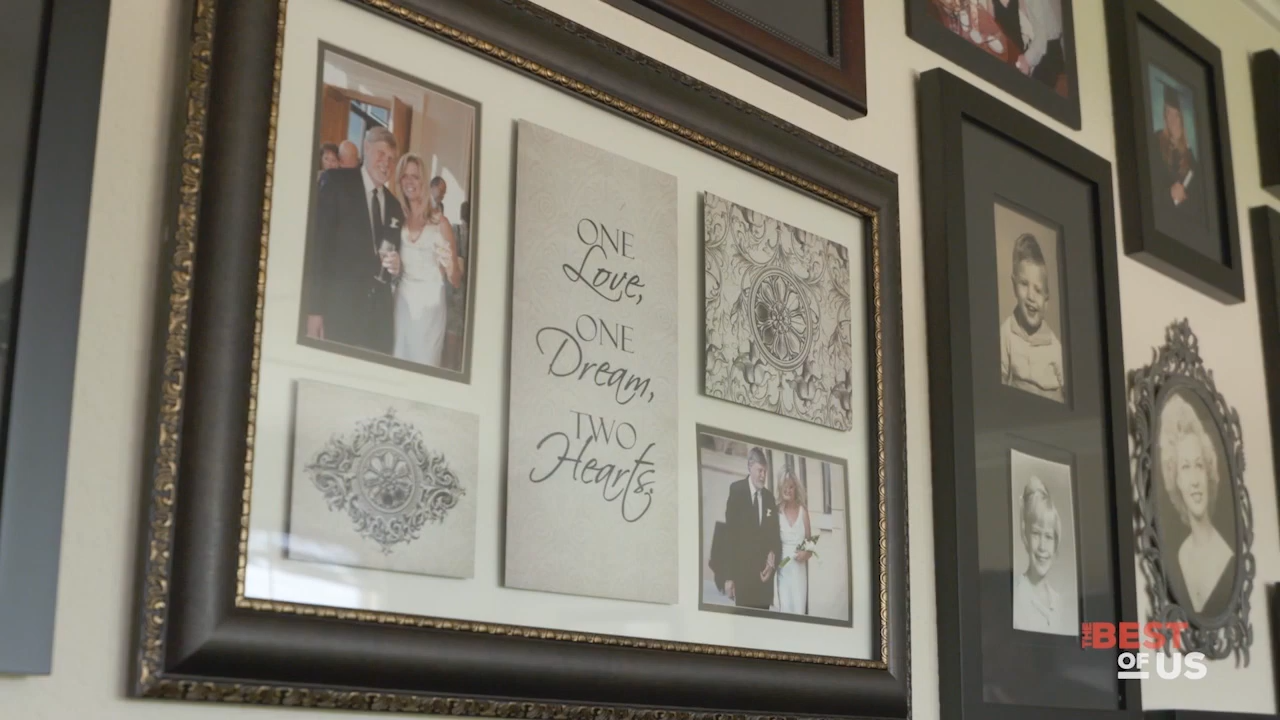 ONE
Love,
ONE
Dream,
TWO
Hearts.
THE BEST
OF US